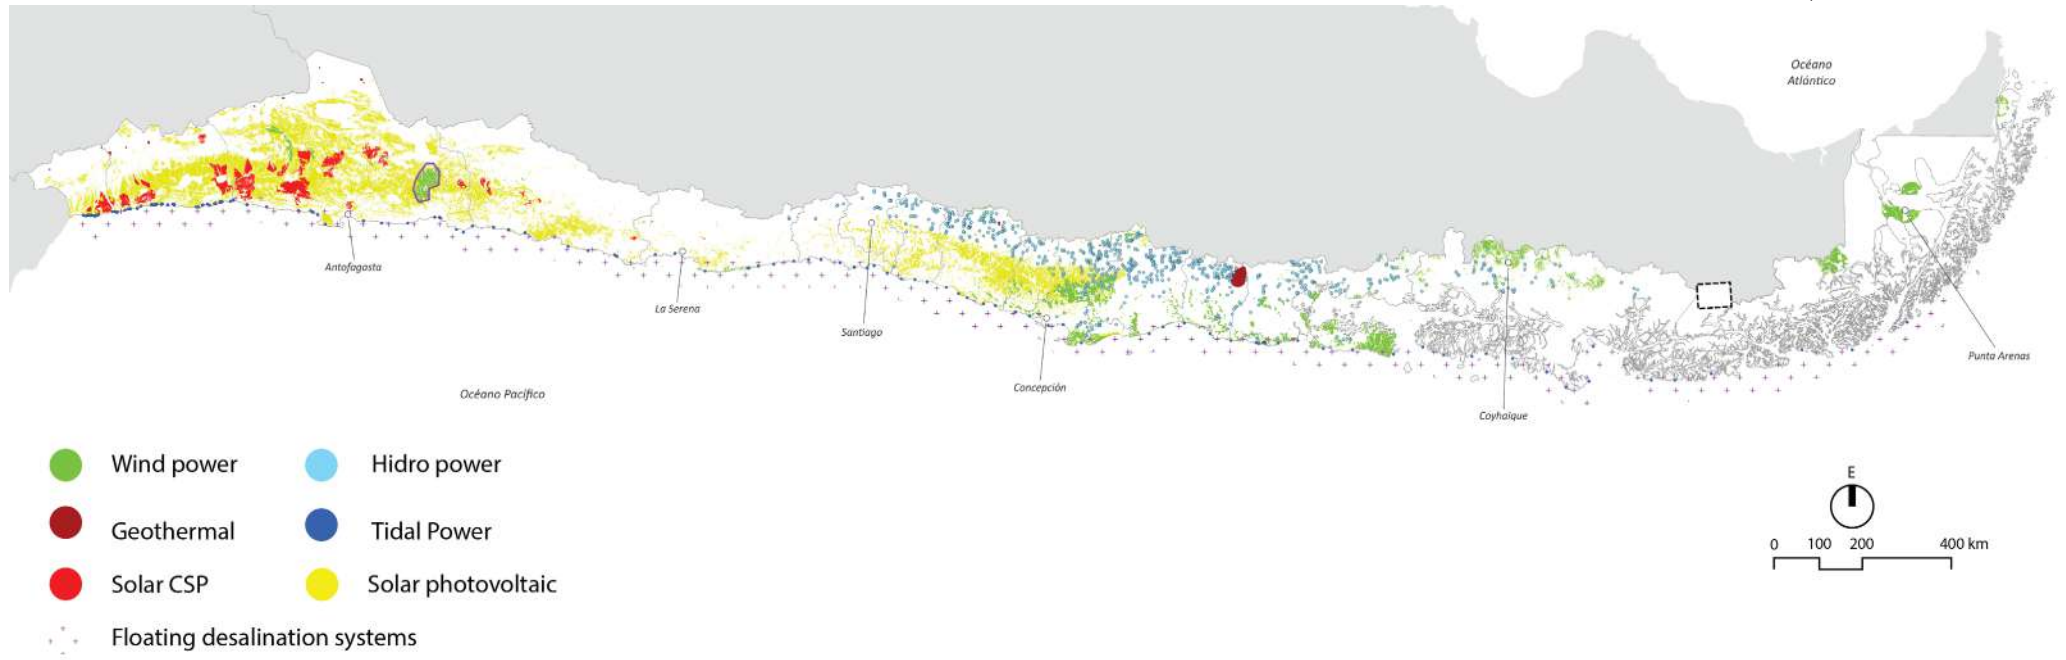 Océano
Atlántico
Antofagasta
La Serena
Santiago
Punta Arenas
Concepción
Océano Pacífico
Coyhaique
Wind power
Hidro power
Geothermal
Tidal Power
Solar CSP
Solar photovoltaic
Floating desalination systems
E
0 100 200 400 km